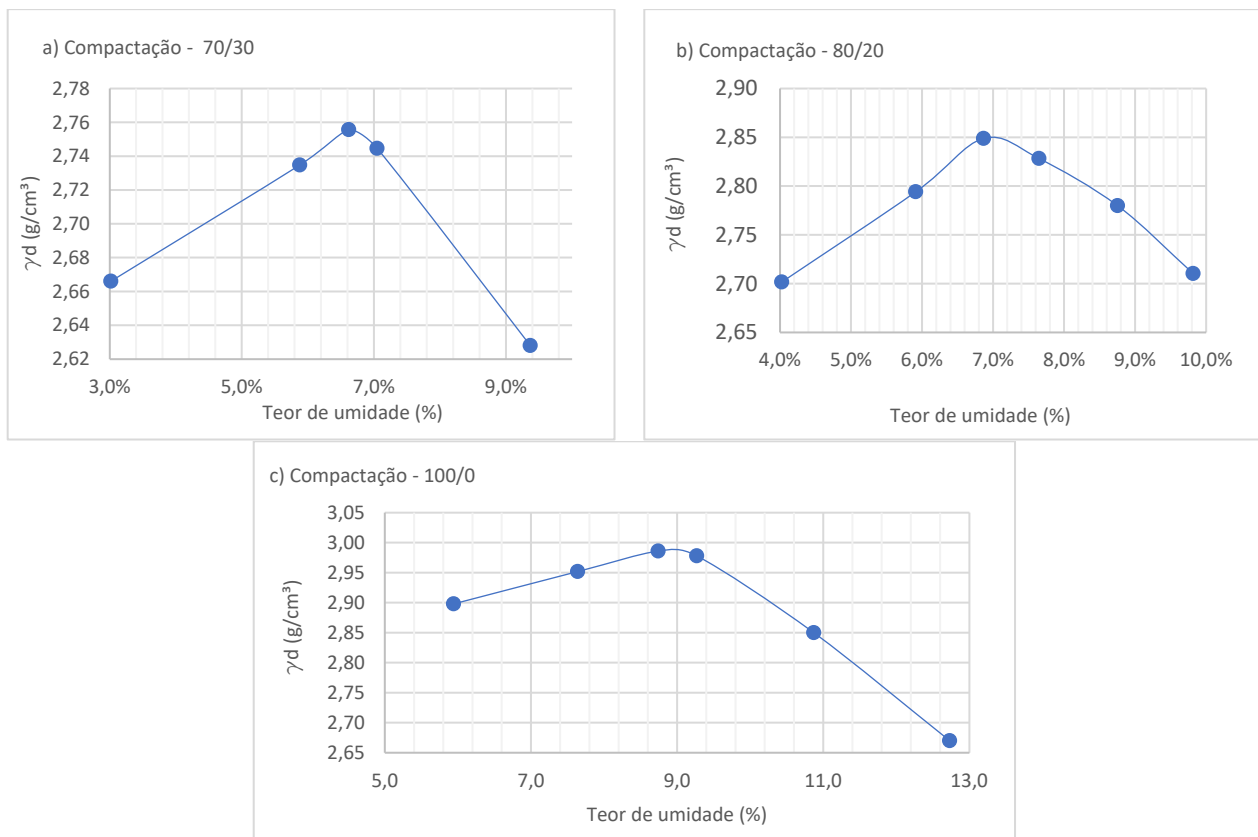 a) Compactação - 70/30
γd (g/cm³)
2,78
2,76
2,74
2,72
2,70
2,68
2,66
2,64
2,62
3,0% 5,0% 7,0% 9,0%
Teor de umidade (%)
b) Compactação - 80/20
γd (g/cm³)
2,90
2,85
2,80
2,75
2,70
2,65
4,0% 5,0% 6,0% 7,0% 8,0% 9,0% 10,0%
Teor de umidade (%)
c) Compactação - 100/0
γd (g/cm³)
3,05
3,00
2,95
2,90
2,85
2,80
2,75
2,70
2,65
5,0 7,0 9,0 11,0 13,0
Teor de umidade (%)